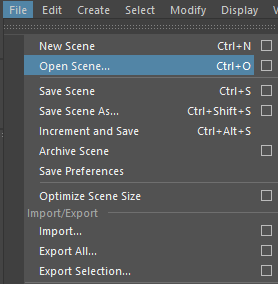 File Edit Create Select Modify Display
New Scene Ctrl+N
Open Scene... Ctrl+O
Save Scene Ctrl+S
Save Scene As... Ctrl+Shift+S
Increment and Save Ctrl+Alt+S
Archive Scene
Save Preferences
Optimize Scene Size
Import/Export
Import...
Export All...
Export Selection...